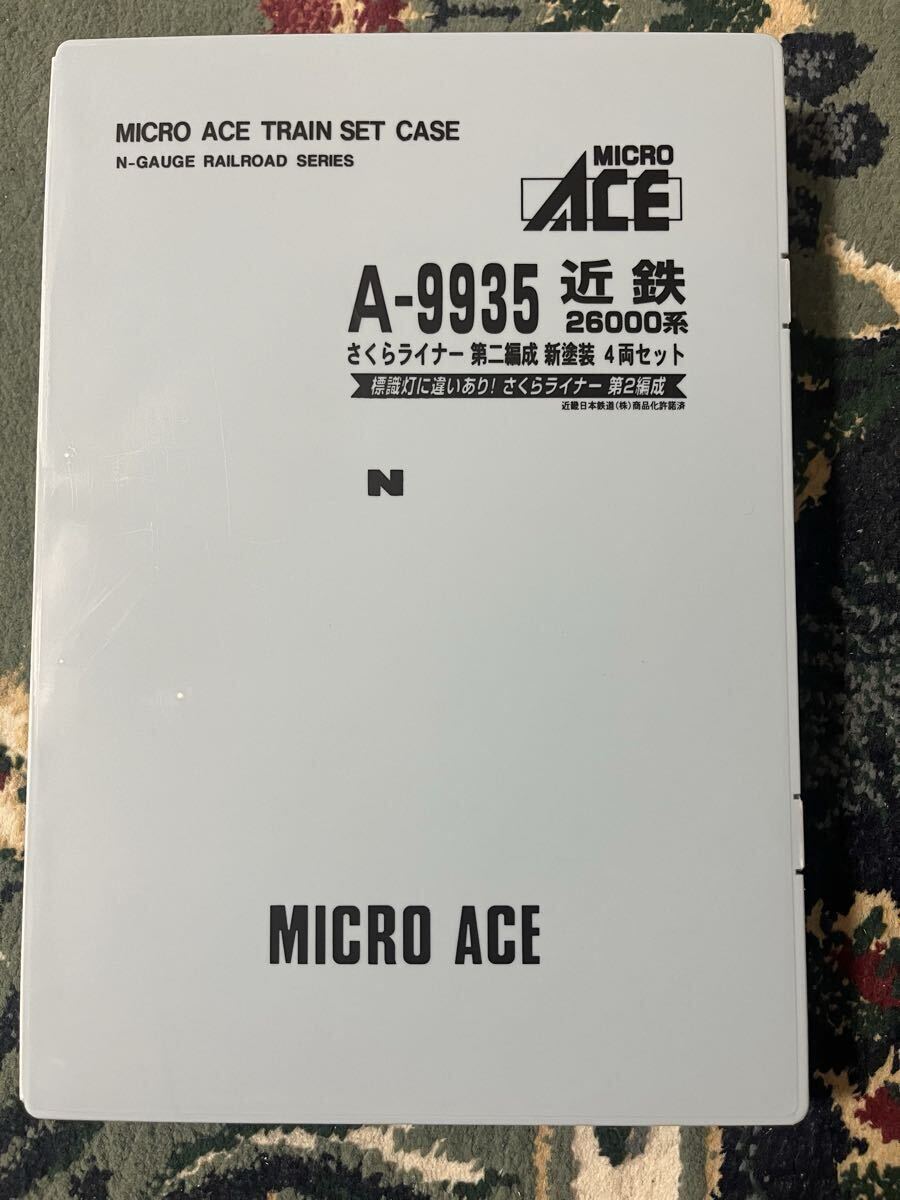 MICRO ACE TRAIN SET CASE
N-GAUGE RAILROAD SERIES
MICRO
ACE
A-9935 近鉄
26000系
さくらライナー 第二編成 新塗装 4両セット
標識灯に違いあり! さくらライナー 第2編成
近畿日本鉄道(株)商品化許諾済
N
MICRO ACE